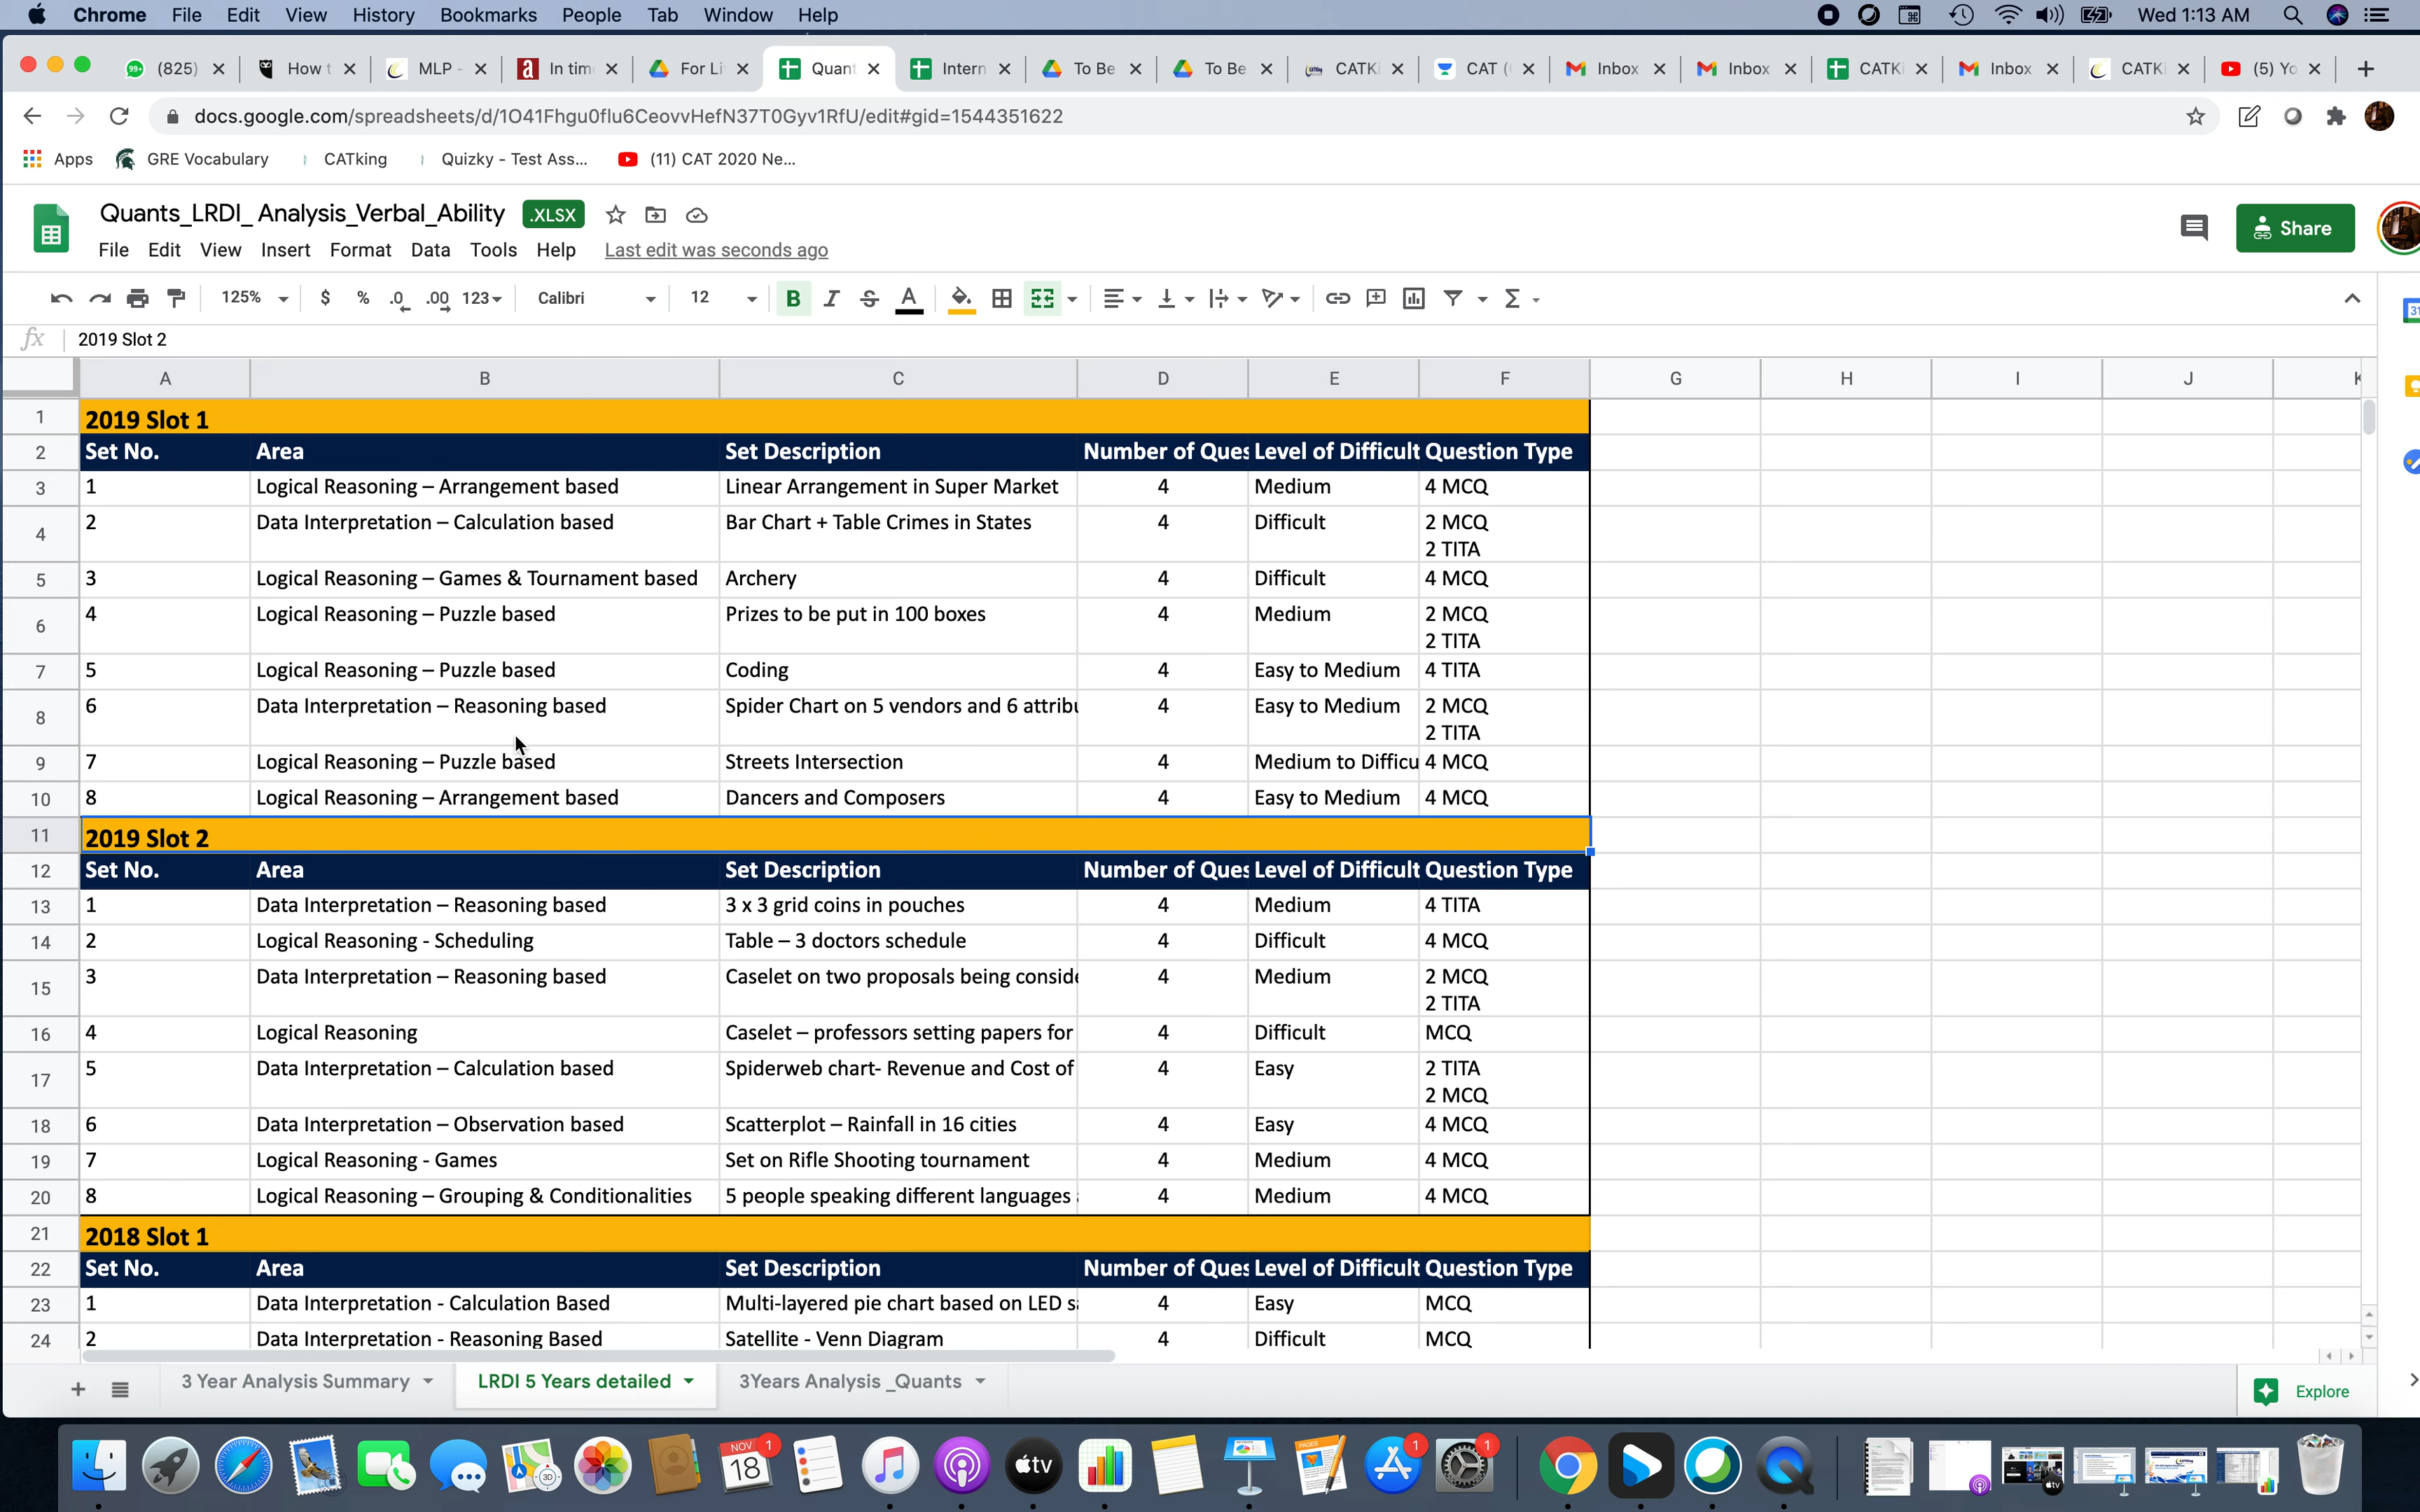 Chrome File Edit View History Bookmarks People Tab Window Help Wed 1:13 AM
99+ (825) How t MLP - In tim For Li Quant Intern To Be To Be CATKi CAT ( Inbox Inbox CATKi Inbox CATKi (5) Yo
docs.google.com/spreadsheets/d/1O41Fhgu0flu6CeovvHefN37T0Gyv1RfU/edit#gid=1544351622
Apps GRE Vocabulary CATking Quizky - Test Ass... (11) CAT 2020 Ne...
Quants_LRDI_ Analysis_Verbal_Ability .XLSX
Share
File Edit View Insert Format Data Tools Help Last edit was seconds ago
125% $ % .0 .00 123 Calibri 12 B I S A Σ
31
fx 2019 Slot 2
A B C D E F G H I J K
1 2019 Slot 1
2 Set No. Area Set Description Number of Ques Level of Difficult Question Type
3 1 Logical Reasoning – Arrangement based Linear Arrangement in Super Market 4 Medium 4 MCQ
4 2 Data Interpretation – Calculation based Bar Chart + Table Crimes in States 4 Difficult 2 MCQ
2 TITA
5 3 Logical Reasoning – Games & Tournament based Archery 4 Difficult 4 MCQ
6 4 Logical Reasoning – Puzzle based Prizes to be put in 100 boxes 4 Medium 2 MCQ
2 TITA
7 5 Logical Reasoning – Puzzle based Coding 4 Easy to Medium 4 TITA
8 6 Data Interpretation – Reasoning based Spider Chart on 5 vendors and 6 attribu 4 Easy to Medium 2 MCQ
2 TITA
9 7 Logical Reasoning – Puzzle based Streets Intersection 4 Medium to Difficu 4 MCQ
10 8 Logical Reasoning – Arrangement based Dancers and Composers 4 Easy to Medium 4 MCQ
11 2019 Slot 2
12 Set No. Area Set Description Number of Ques Level of Difficult Question Type
13 1 Data Interpretation – Reasoning based 3 x 3 grid coins in pouches 4 Medium 4 TITA
14 2 Logical Reasoning - Scheduling Table – 3 doctors schedule 4 Difficult 4 MCQ
15 3 Data Interpretation – Reasoning based Caselet on two proposals being conside 4 Medium 2 MCQ
2 TITA
16 4 Logical Reasoning Caselet – professors setting papers for 4 Difficult MCQ
17 5 Data Interpretation – Calculation based Spiderweb chart- Revenue and Cost of 4 Easy 2 TITA
2 MCQ
18 6 Data Interpretation – Observation based Scatterplot – Rainfall in 16 cities 4 Easy 4 MCQ
19 7 Logical Reasoning - Games Set on Rifle Shooting tournament 4 Medium 4 MCQ
20 8 Logical Reasoning – Grouping & Conditionalities 5 people speaking different languages 4 Medium 4 MCQ
21 2018 Slot 1
22 Set No. Area Set Description Number of Ques Level of Difficult Question Type
23 1 Data Interpretation - Calculation Based Multi-layered pie chart based on LED s 4 Easy MCQ
24 2 Data Interpretation - Reasoning Based Satellite - Venn Diagram 4 Difficult MCQ
3 Year Analysis Summary LRDI 5 Years detailed 3Years Analysis _Quants Explore
NOV 18 1 tv PAGES 1 1
3D